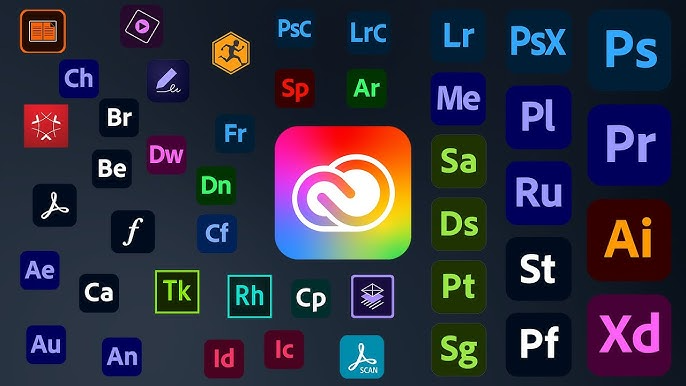 PsC
LrC
Lr
PsX
Ps
Ch
Sp
Ar
Me
Pl
Pr
Br
Fr
Be
Dw
Sa
Dn
Ru
f
Cf
Ds
Ai
Ae
St
Ca
Tk
Rh
Cp
Pt
Xd
Au
An
Id
Ic
SCAN
Sg
Pf